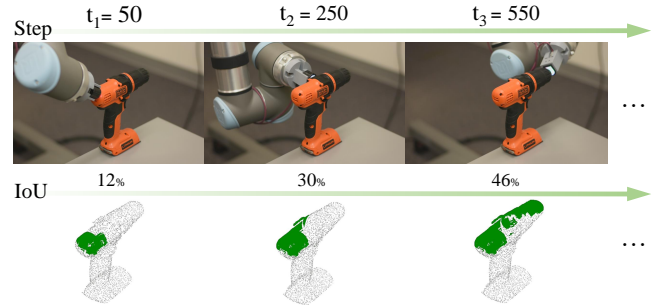 t1 = 50 t2 = 250 t3 = 550
Step
...
12% 30% 46%
IoU
...